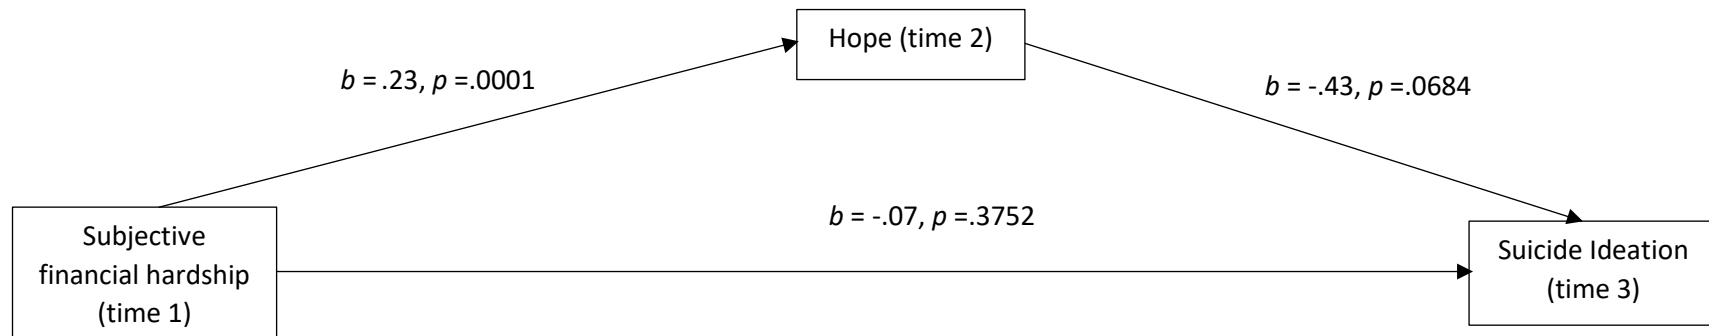 Hope (time 2)
b = .23, p =.0001
b = -.43, p =.0684
b = -.07, p =.3752
Subjective
financial hardship
(time 1)
Suicide Ideation
(time 3)